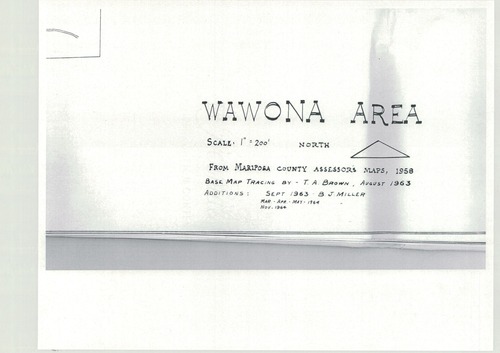 WAWONA AREA
SCALE: 1" = 200' NORTH
FROM MARIPOSA COUNTY ASSESSORS MAPS, 1958
BASE MAP TRACING BY - T. A. BROWN, AUGUST 1963
ADDITIONS: SEPT 1963 - B J MILLER
MAR - APR - MAY - 1964
NOV. 1964